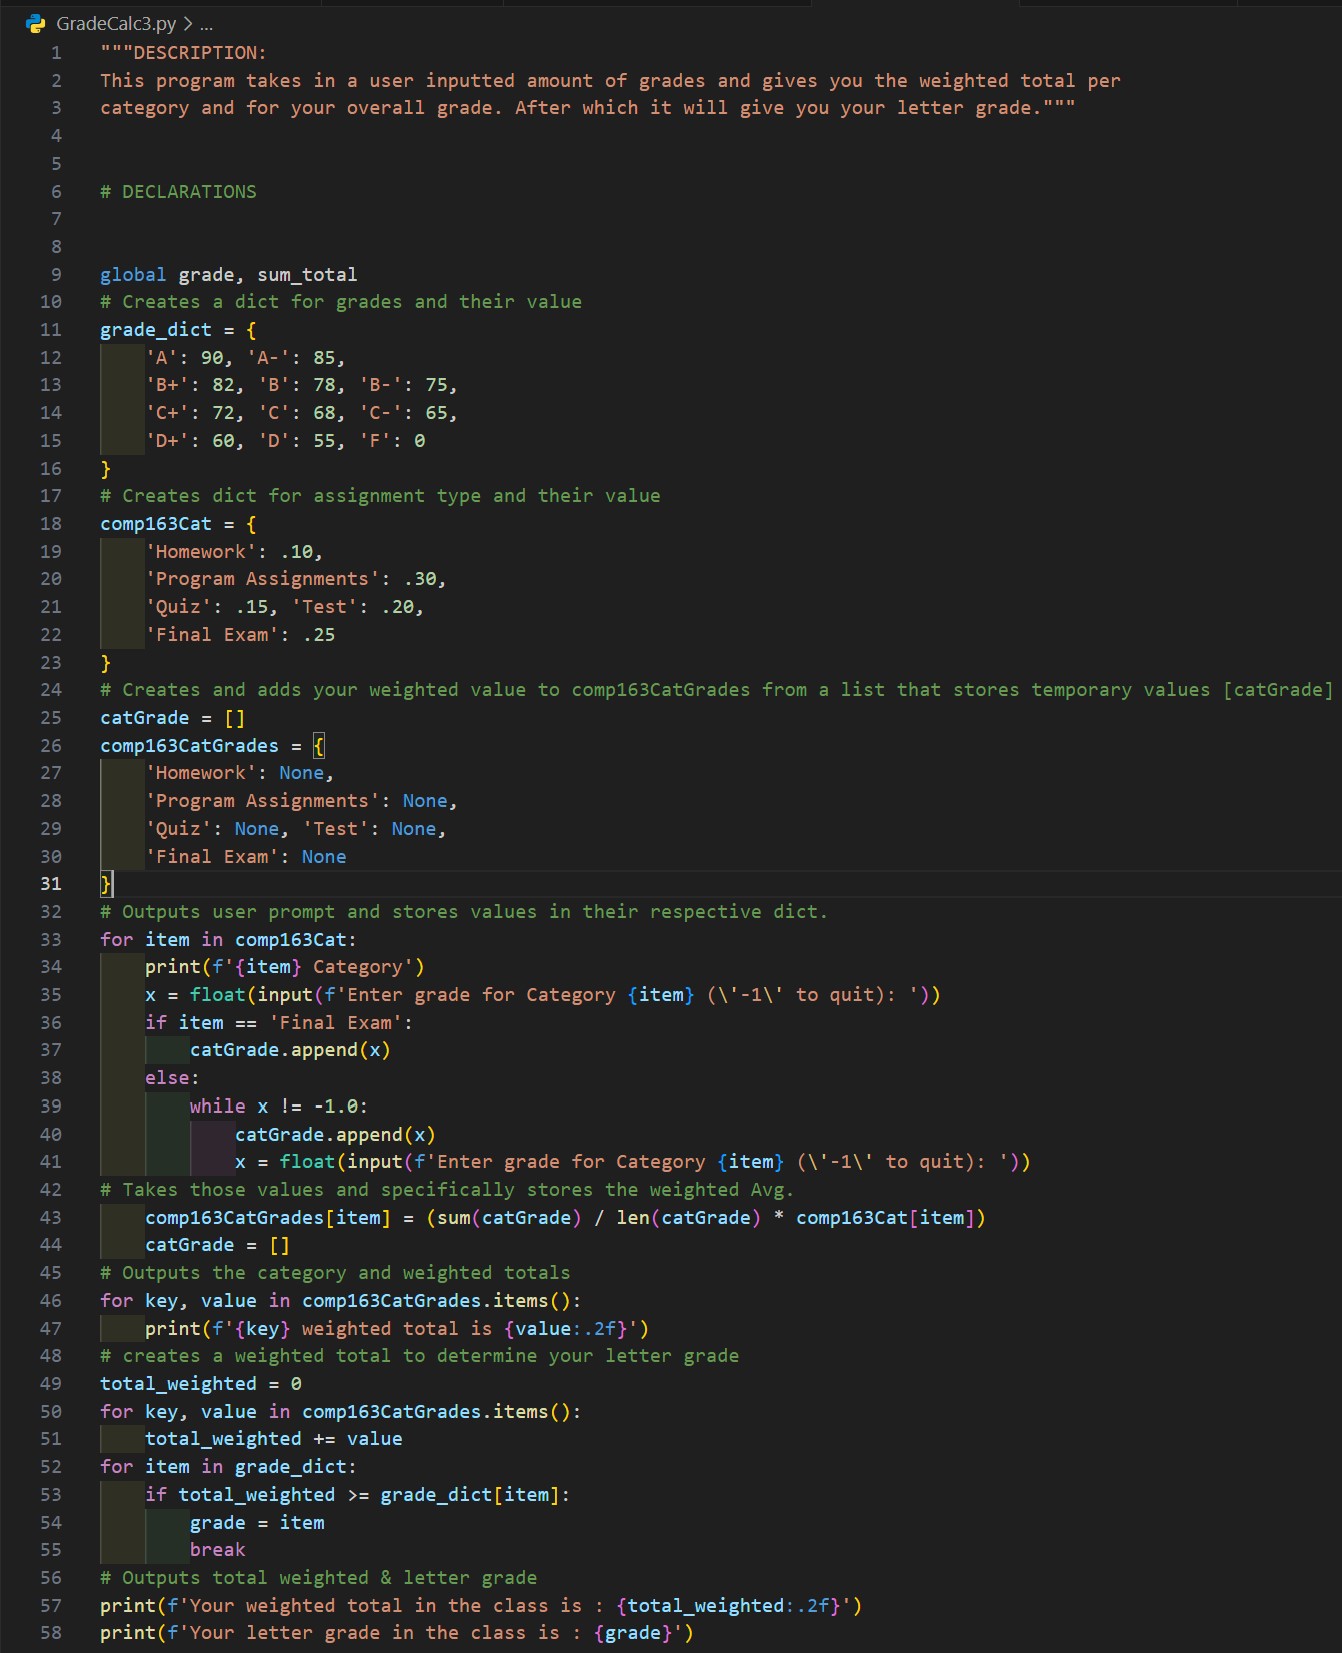 GradeCalc3.py > ...
1 """DESCRIPTION:
2 This program takes in a user inputted amount of grades and gives you the weighted total per
3 category and for your overall grade. After which it will give you your letter grade."""
4
5
6 # DECLARATIONS
7
8
9 global grade, sum_total
10 # Creates a dict for grades and their value
11 grade_dict = {
12     'A': 90, 'A-': 85,
13     'B+': 82, 'B': 78, 'B-': 75,
14     'C+': 72, 'C': 68, 'C-': 65,
15     'D+': 60, 'D': 55, 'F': 0
16 }
17 # Creates dict for assignment type and their value
18 comp163Cat = {
19     'Homework': .10,
20     'Program Assignments': .30,
21     'Quiz': .15, 'Test': .20,
22     'Final Exam': .25
23 }
24 # Creates and adds your weighted value to comp163CatGrades from a list that stores temporary values [catGrade]
25 catGrade = []
26 comp163CatGrades = {
27     'Homework': None,
28     'Program Assignments': None,
29     'Quiz': None, 'Test': None,
30     'Final Exam': None
31 }
32 # Outputs user prompt and stores values in their respective dict.
33 for item in comp163Cat:
34     print(f'{item} Category')
35     x = float(input(f'Enter grade for Category {item} (\'-1\' to quit): '))
36     if item == 'Final Exam':
37         catGrade.append(x)
38     else:
39         while x != -1.0:
40             catGrade.append(x)
41             x = float(input(f'Enter grade for Category {item} (\'-1\' to quit): '))
42 # Takes those values and specifically stores the weighted Avg.
43     comp163CatGrades[item] = (sum(catGrade) / len(catGrade) * comp163Cat[item])
44     catGrade = []
45 # Outputs the category and weighted totals
46 for key, value in comp163CatGrades.items():
47     print(f'{key} weighted total is {value:.2f}')
48 # creates a weighted total to determine your letter grade
49 total_weighted = 0
50 for key, value in comp163CatGrades.items():
51     total_weighted += value
52 for item in grade_dict:
53     if total_weighted >= grade_dict[item]:
54         grade = item
55         break
56 # Outputs total weighted & letter grade
57 print(f'Your weighted total in the class is : {total_weighted:.2f}')
58 print(f'Your letter grade in the class is : {grade}')